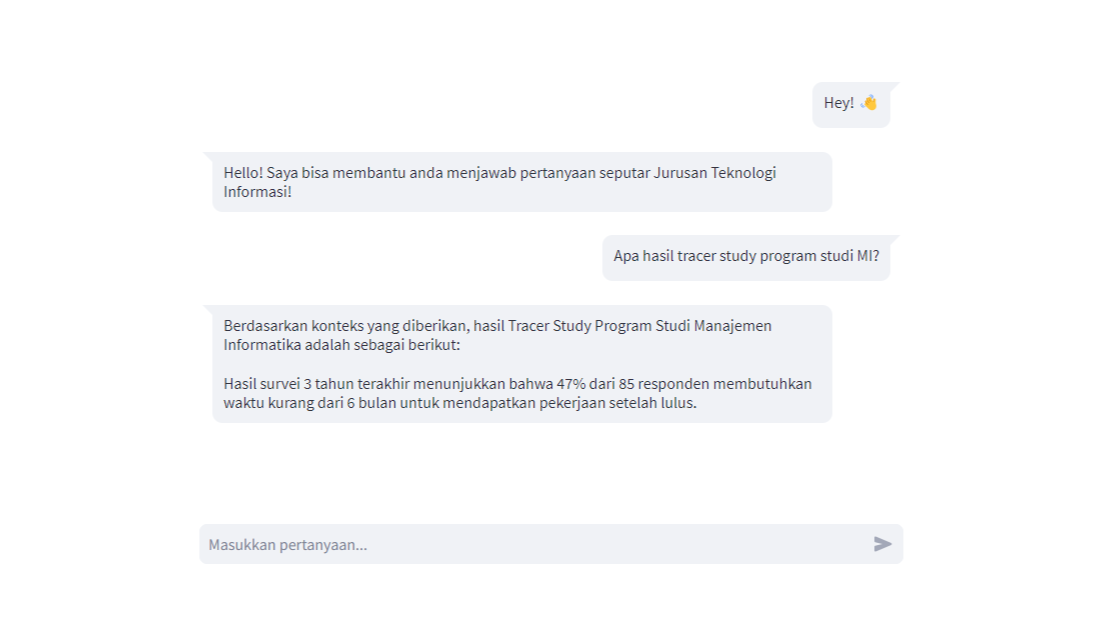 Hey! 👋
Hello! Saya bisa membantu anda menjawab pertanyaan seputar Jurusan Teknologi
Informasi!
Apa hasil tracer study program studi MI?
Berdasarkan konteks yang diberikan, hasil Tracer Study Program Studi Manajemen
Informatika adalah sebagai berikut:
Hasil survei 3 tahun terakhir menunjukkan bahwa 47% dari 85 responden membutuhkan
waktu kurang dari 6 bulan untuk mendapatkan pekerjaan setelah lulus.
Masukkan pertanyaan...